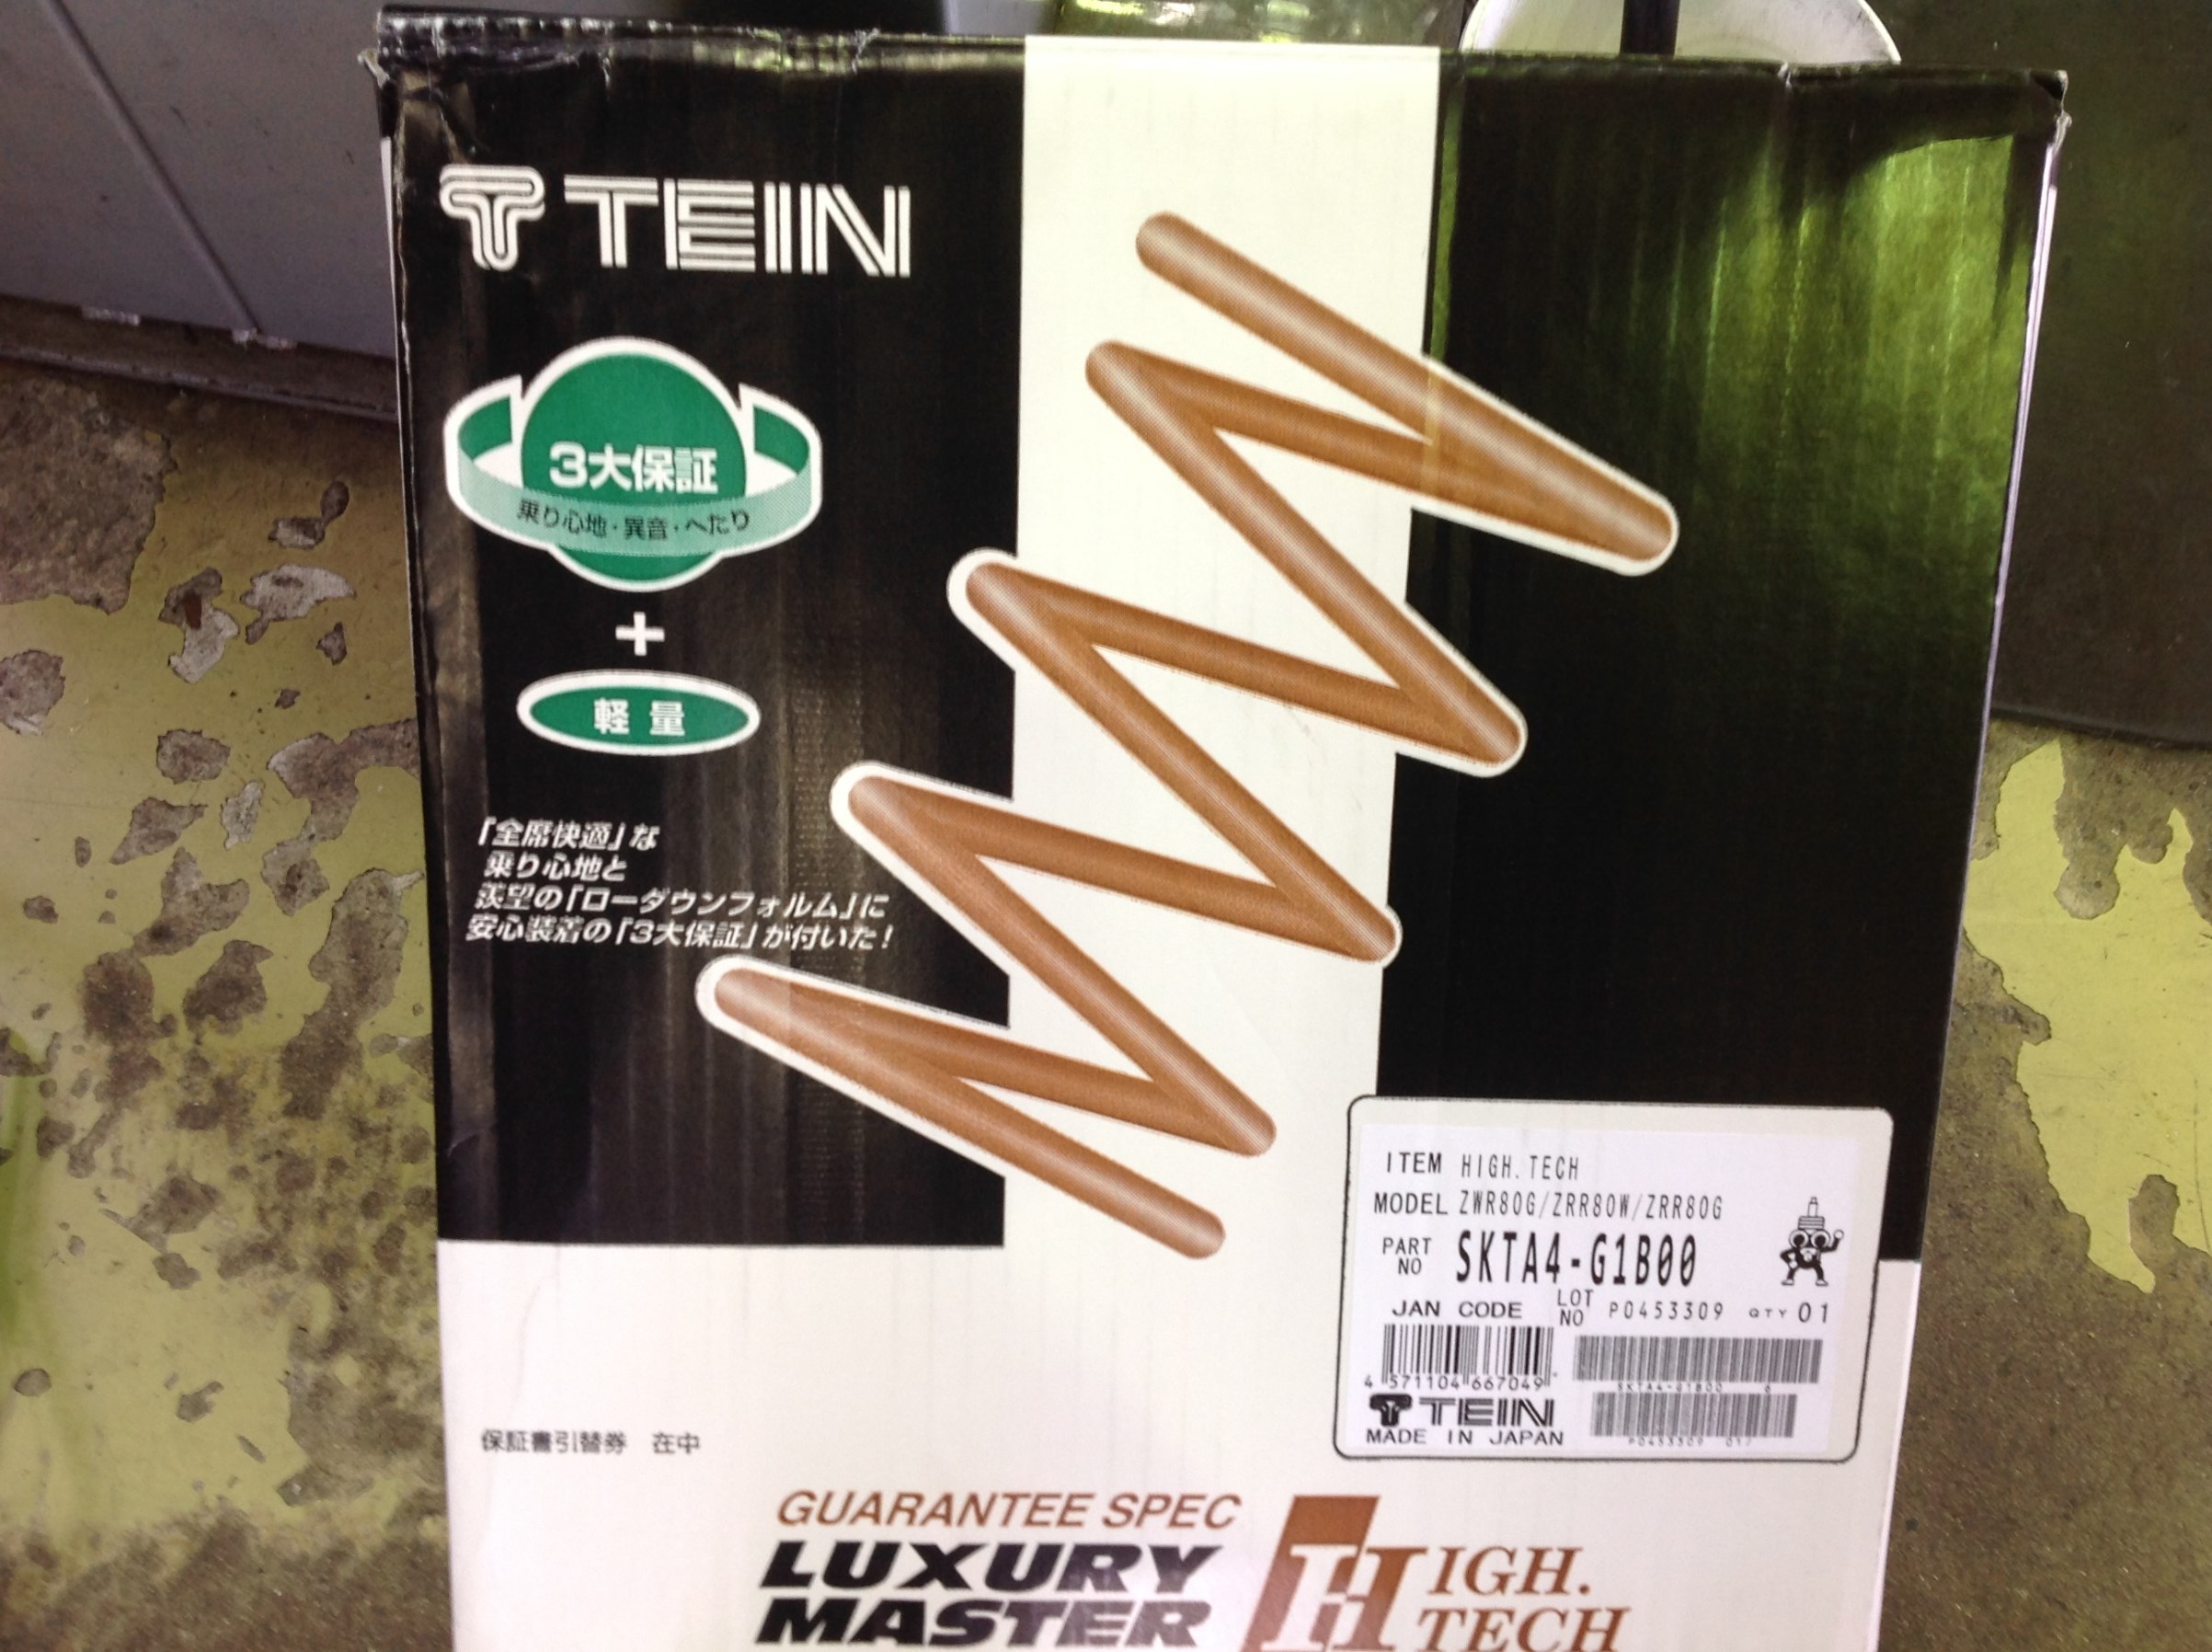 TEIN
3大保証
乗り心地・異音・へたり
+
軽量
「全席快適」な
乗り心地と
羨望の「ローダウンフォルム」に
安心装着の「3大保証」が付いた!
ITEM HIGH.TECH
MODEL ZWR80G/ZRR80W/ZRR80G
PART NO SKTA4-G1B00
JAN CODE LOT NO P0453309 QTY 01
4 571104 667049
SKTA4-G1B00 6
TEIN
MADE IN JAPAN
P0453309 017
保証書引替券 在中
GUARANTEE SPEC
LUXURY
MASTER
HIGH.
TECH